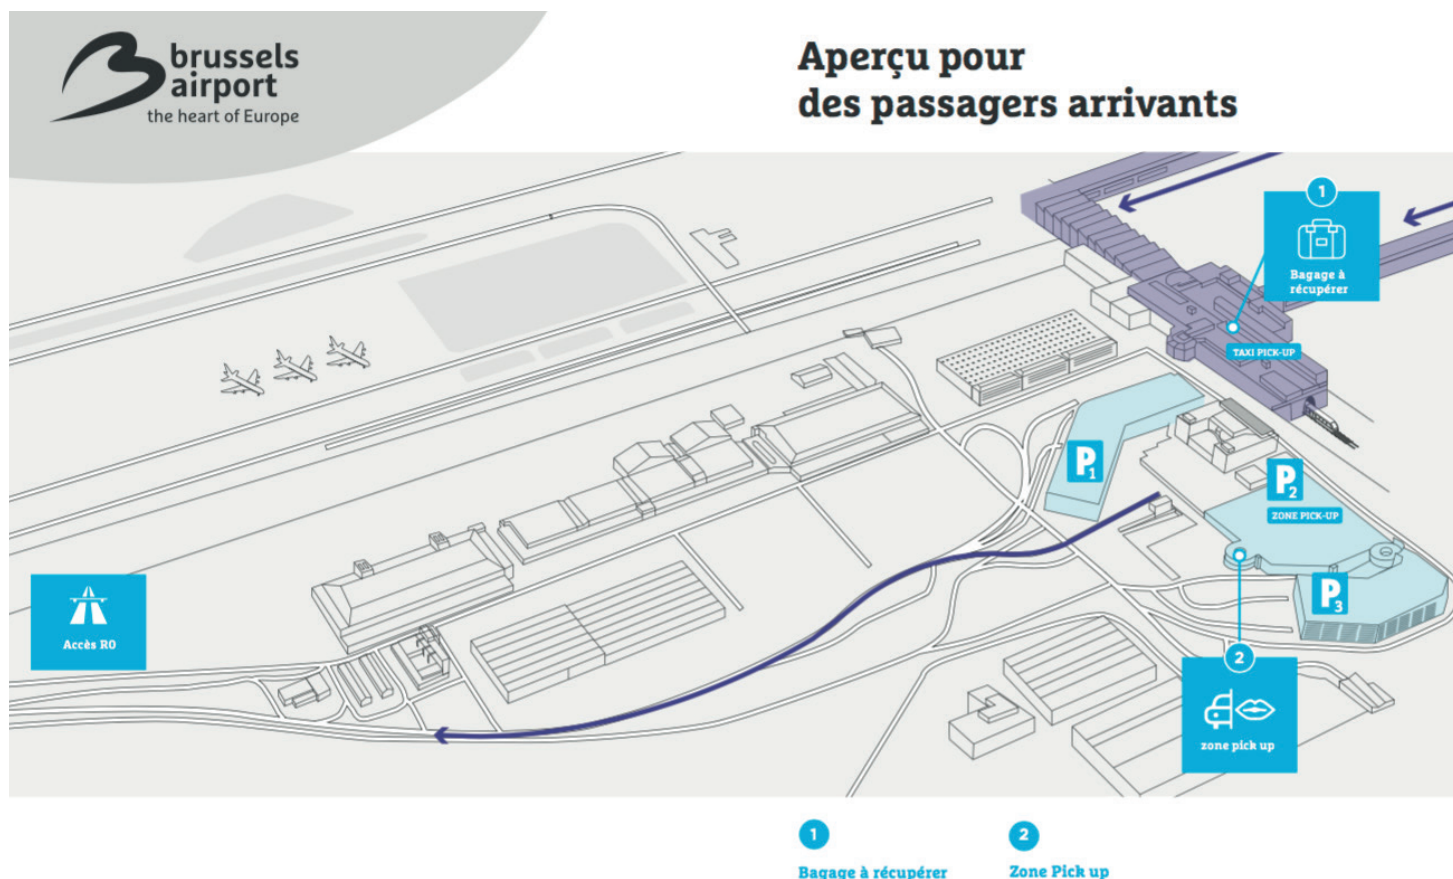 brussels
airport
the heart of Europe
Aperçu pour
des passagers arrivants
1
Bagage à
récupérer
TAXI PICK-UP
P1
P2
ZONE PICK-UP
P3
Accès R0
2
zone pick up
1
Bagage à récupérer
2
Zone Pick up